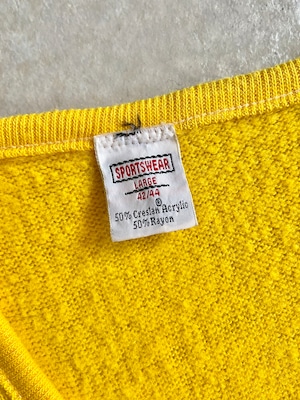 SPORTSWEAR
LARGE
42/44
®
50% Creslan Acrylic
50% Rayon